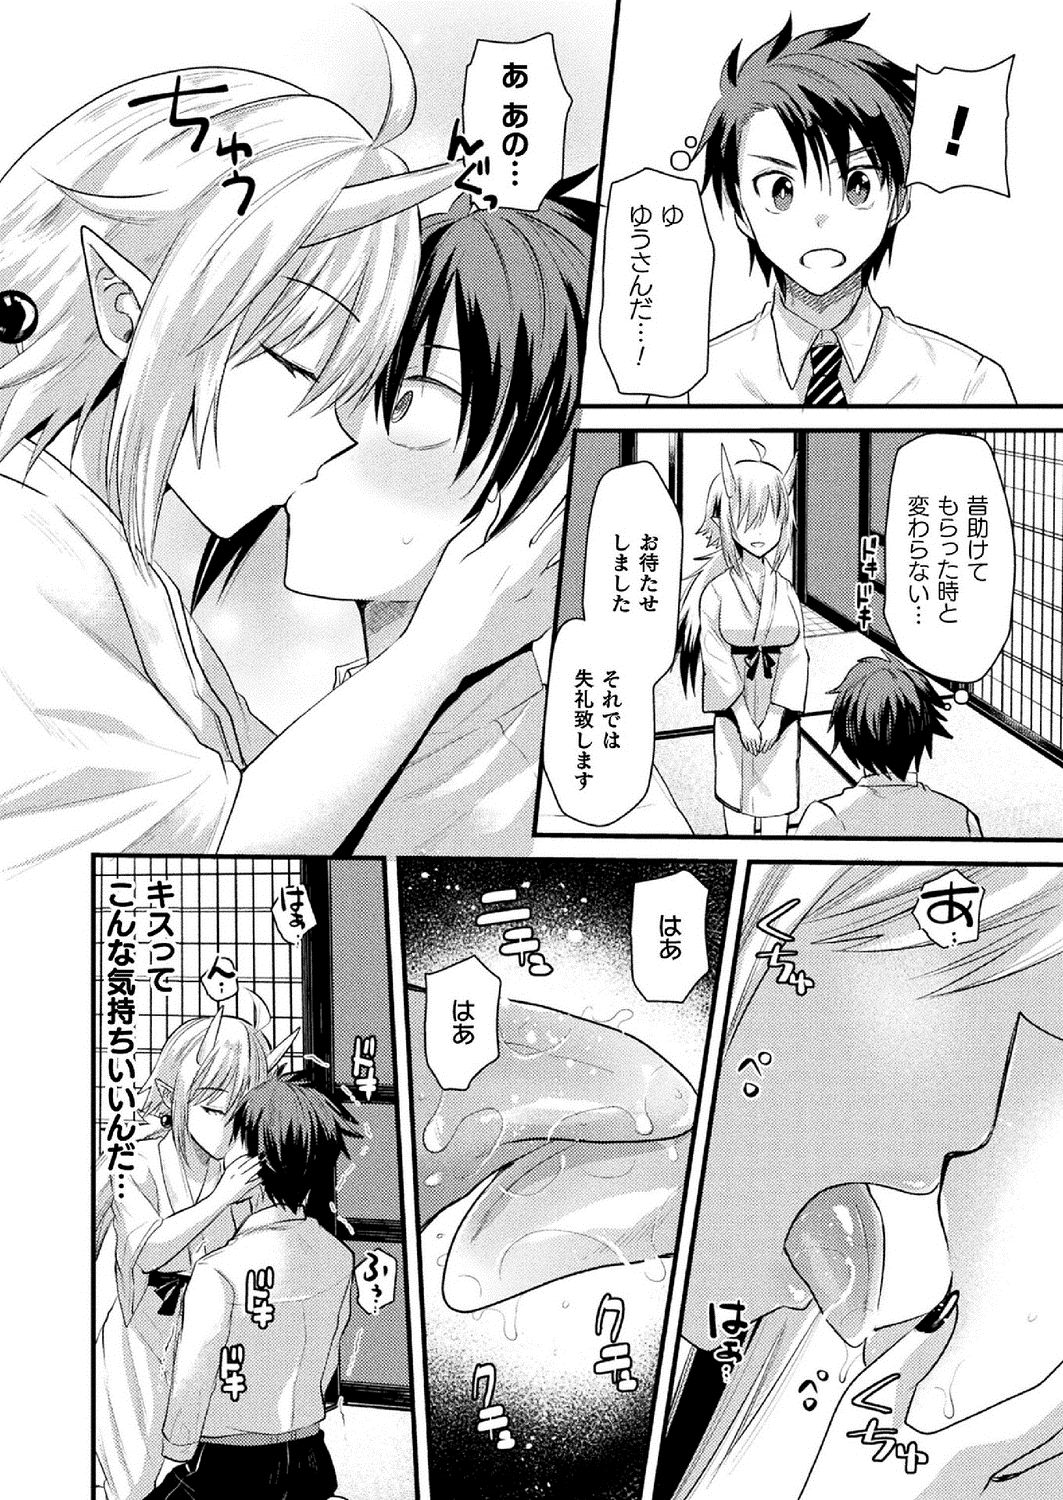 ！
ゆ
ゆうさんだ…！
昔助けて
もらった時と
変わらない…
ドキ
ドキ
お待たせ
しました
それでは
失礼致します
あ あの…
んぐっ
ちゅぅ
あ…
くちゅ
ぺろ
はぁ…
くちゅ
はあ
はあ
クチュ
クチュ
クチュ
キスって
こんな気持ちいいんだ…
はぁ…
ん…
ドキ
ドキ
ドキ
ふぅ…